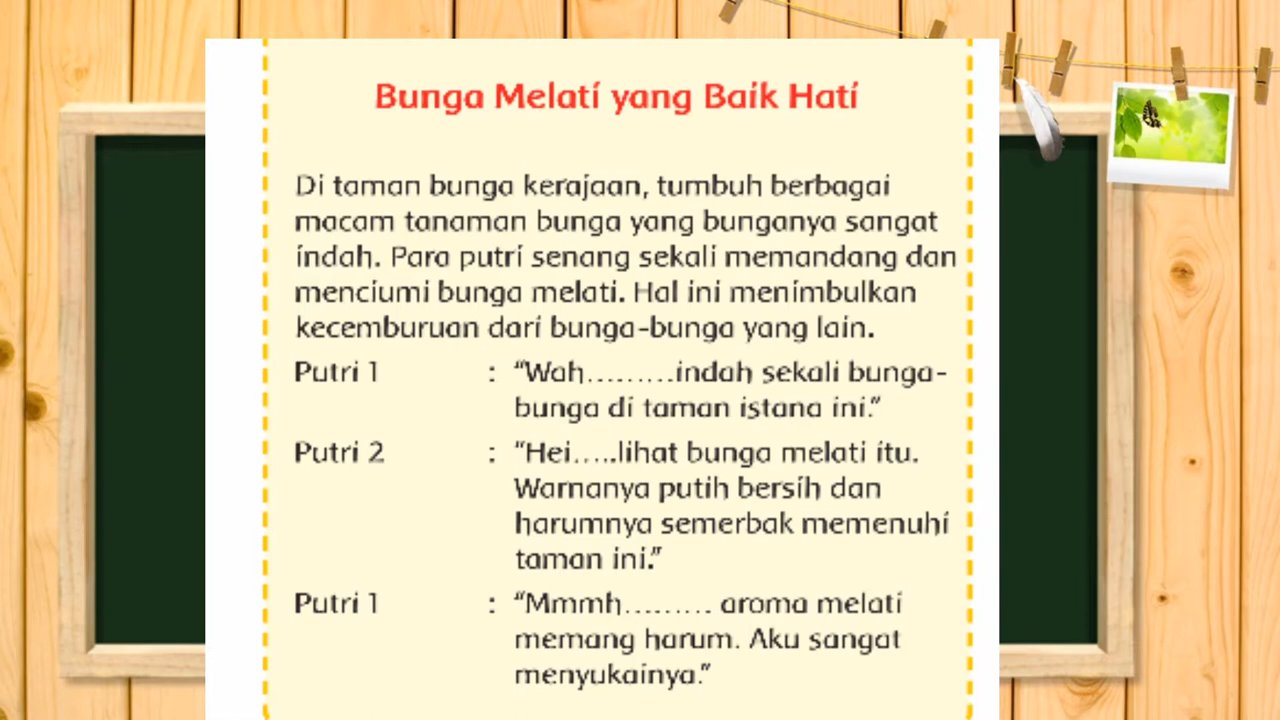 Bunga Melati yang Baik Hati
Di taman bunga kerajaan, tumbuh berbagai
macam tanaman bunga yang bunganya sangat
indah. Para putri senang sekali memandang dan
menciumi bunga melati. Hal ini menimbulkan
kecemburuan dari bunga-bunga yang lain.
Putri 1 : “Wah.........indah sekali bunga-
bunga di taman istana ini.”
Putri 2 : “Hei.....lihat bunga melati itu.
Warnanya putih bersih dan
harumnya semerbak memenuhi
taman ini.”
Putri 1 : “Mmmh......... aroma melati
memang harum. Aku sangat
menyukainya.”